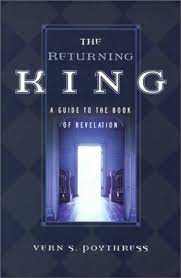 THE
RETURNING
KING
A GUIDE TO THE BOOK
OF REVELATION
VERN S. POYTHRESS